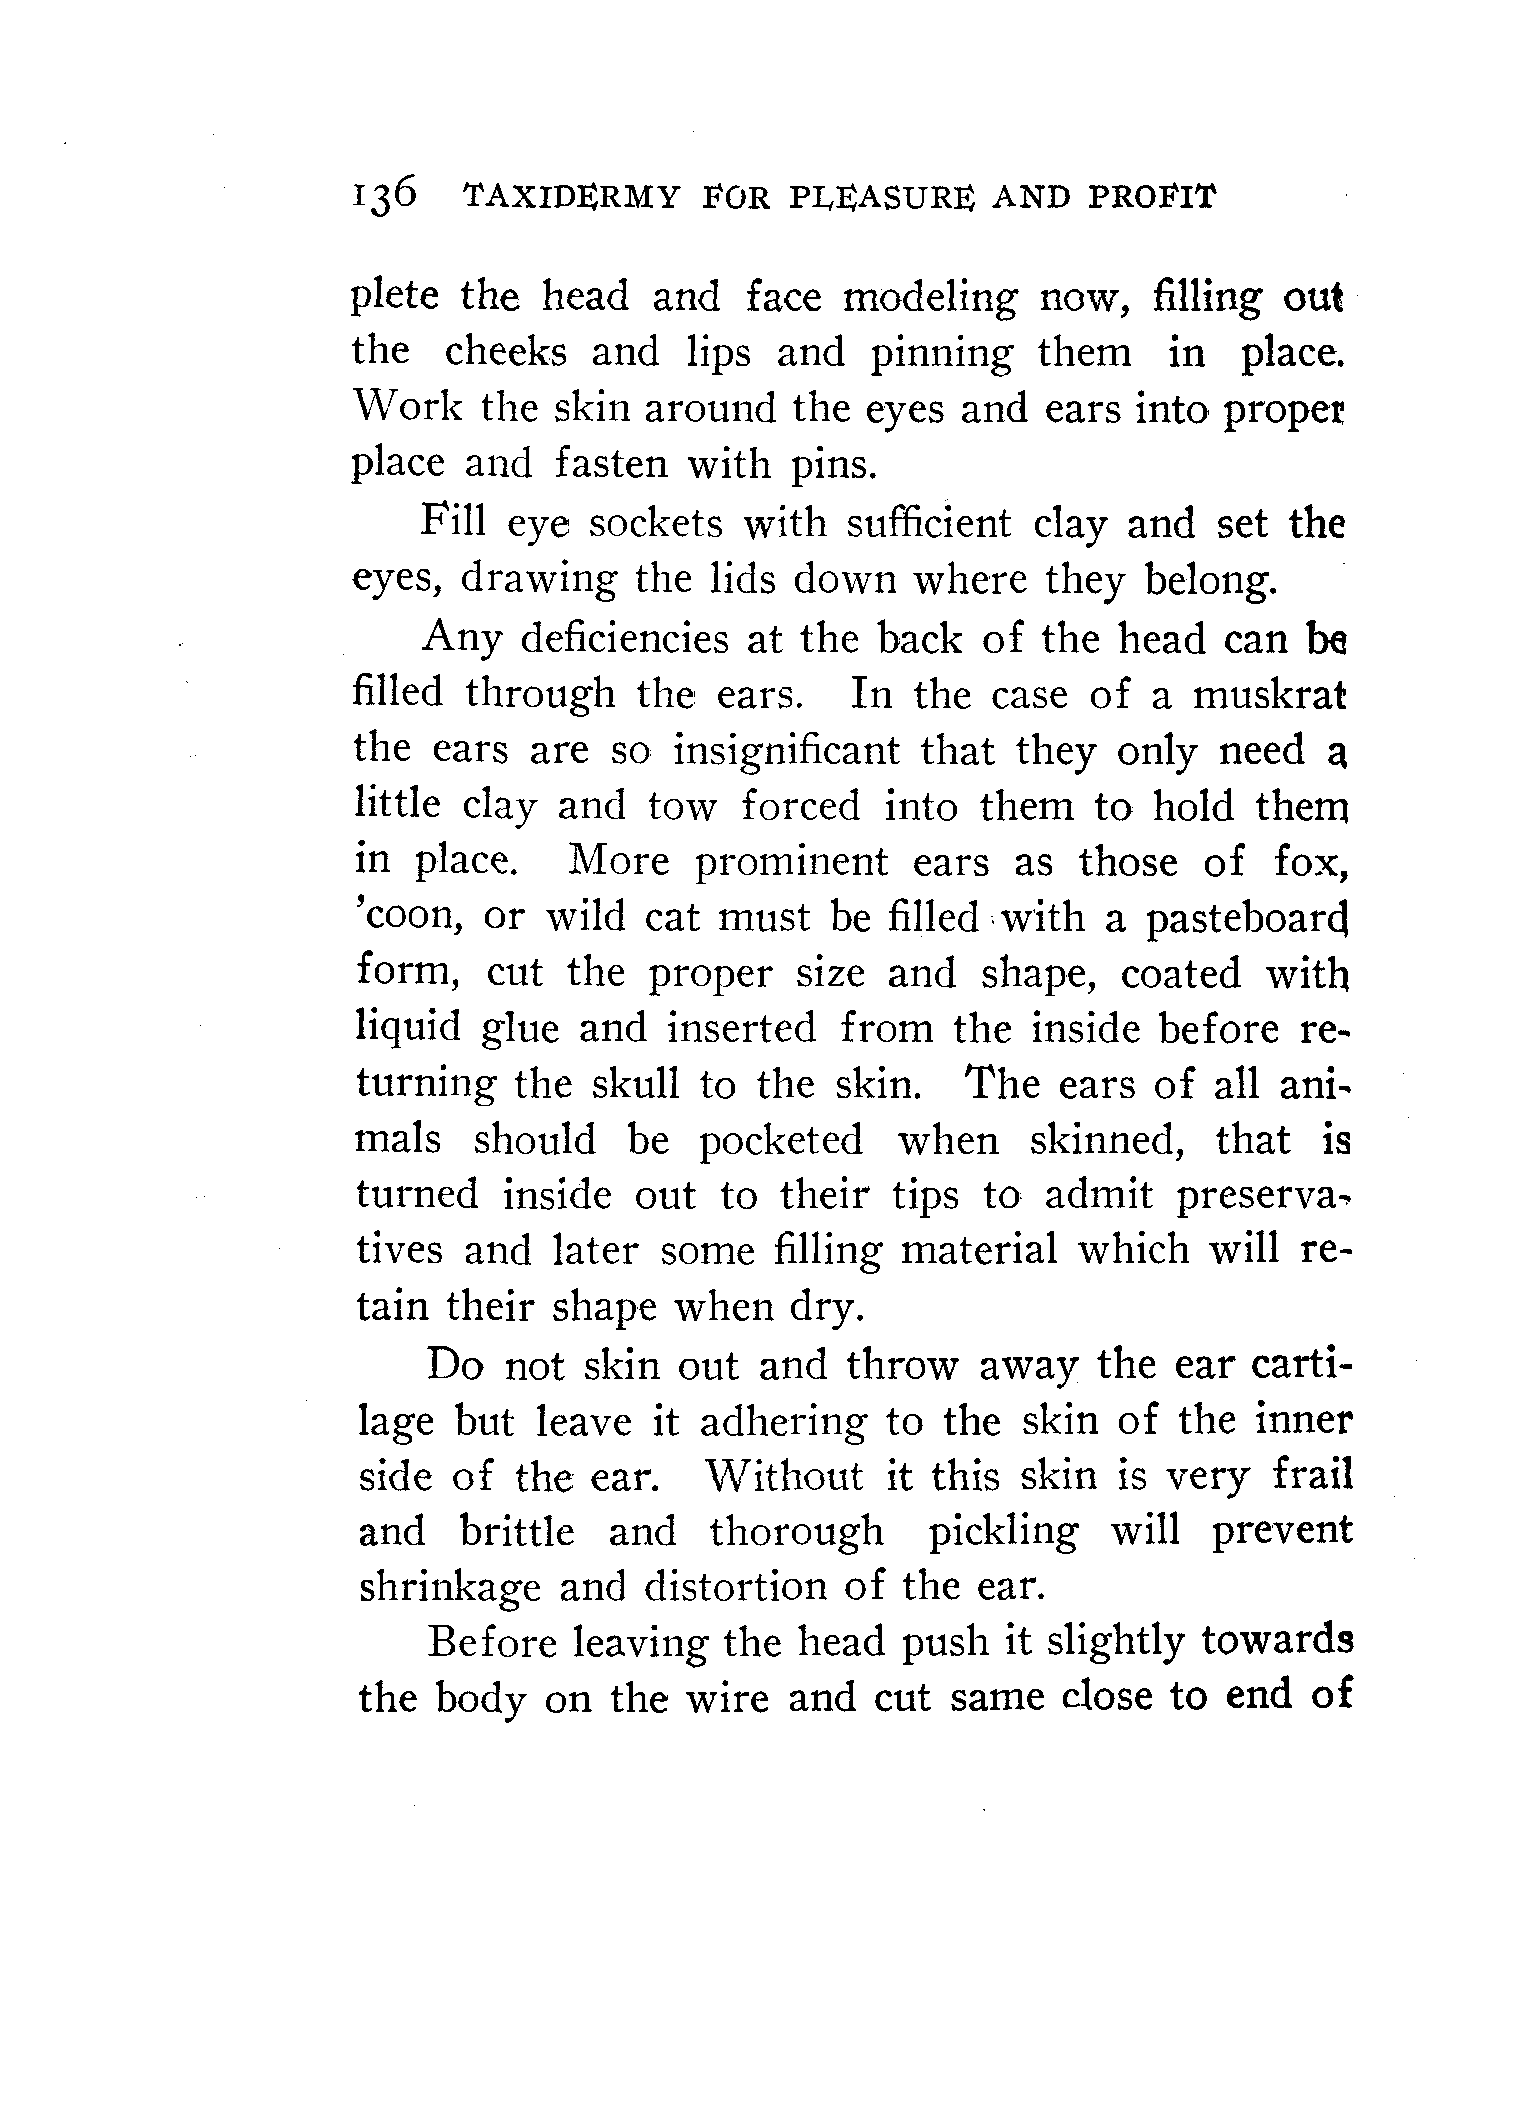 136 TAXIDERMY FOR PLEASURE AND PROFIT
plete the head and face modeling now, filling out
the cheeks and lips and pinning them in place.
Work the skin around the eyes and ears into proper
place and fasten with pins.
Fill eye sockets with sufficient clay and set the
eyes, drawing the lids down where they belong.
Any deficiencies at the back of the head can be
filled through the ears. In the case of a muskrat
the ears are so insignificant that they only need a
little clay and tow forced into them to hold them
in place. More prominent ears as those of fox,
'coon, or wild cat must be filled with a pasteboard
form, cut the proper size and shape, coated with
liquid glue and inserted from the inside before re-
turning the skull to the skin. The ears of all ani-
mals should be pocketed when skinned, that is
turned inside out to their tips to admit preserva-
tives and later some filling material which will re-
tain their shape when dry.
Do not skin out and throw away the ear carti-
lage but leave it adhering to the skin of the inner
side of the ear. Without it this skin is very frail
and brittle and thorough pickling will prevent
shrinkage and distortion of the ear.
Before leaving the head push it slightly towards
the body on the wire and cut same close to end of